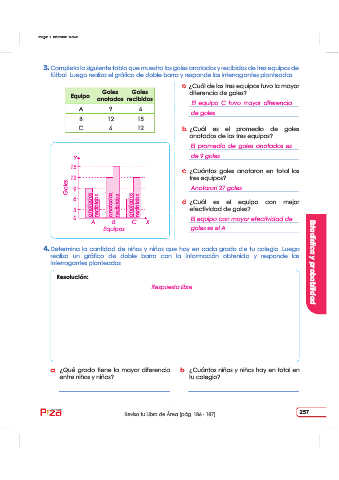 3. Completa la siguiente tabla que muestra los goles anotados y recibidos de tres equipos de
fútbol. Luego realiza el gráfico de doble barra y responde las interrogantes planteadas.
Equipo Goles anotados Goles recibidos
A 9 6
B 12 15
C 6 12
Goles
Y
15
12
9
6
3
0
anotados
recibidos
anotados
recibidos
anotados
recibidos
A B C X
Equipos
a ¿Cuál de los tres equipos tuvo la mayor
diferencia de goles?
El equipo C tuvo mayor diferencia
de goles
b ¿Cuál es el promedio de goles
anotados de los tres equipos?
El promedio de goles anotados es
de 9 goles
c ¿Cuántos goles anotaron en total los
tres equipos?
Anotaron 27 goles
d ¿Cuál es el equipo con mejor
efectividad de goles?
El equipo con mayor efectividad de
goles es el A
4. Determina la cantidad de niñas y niños que hay en cada grado de tu colegio. Luego
realiza un gráfico de doble barra con la información obtenida y responde las
interrogantes planteadas.
Resolución:
Respuesta libre
a ¿Qué grado tiene la mayor diferencia
entre niñas y niños?
b ¿Cuántas niñas y niños hay en total en
tu colegio?
Estadística y probabilidad
Revisa tu Libro de Área (pág. 186 - 187)
257